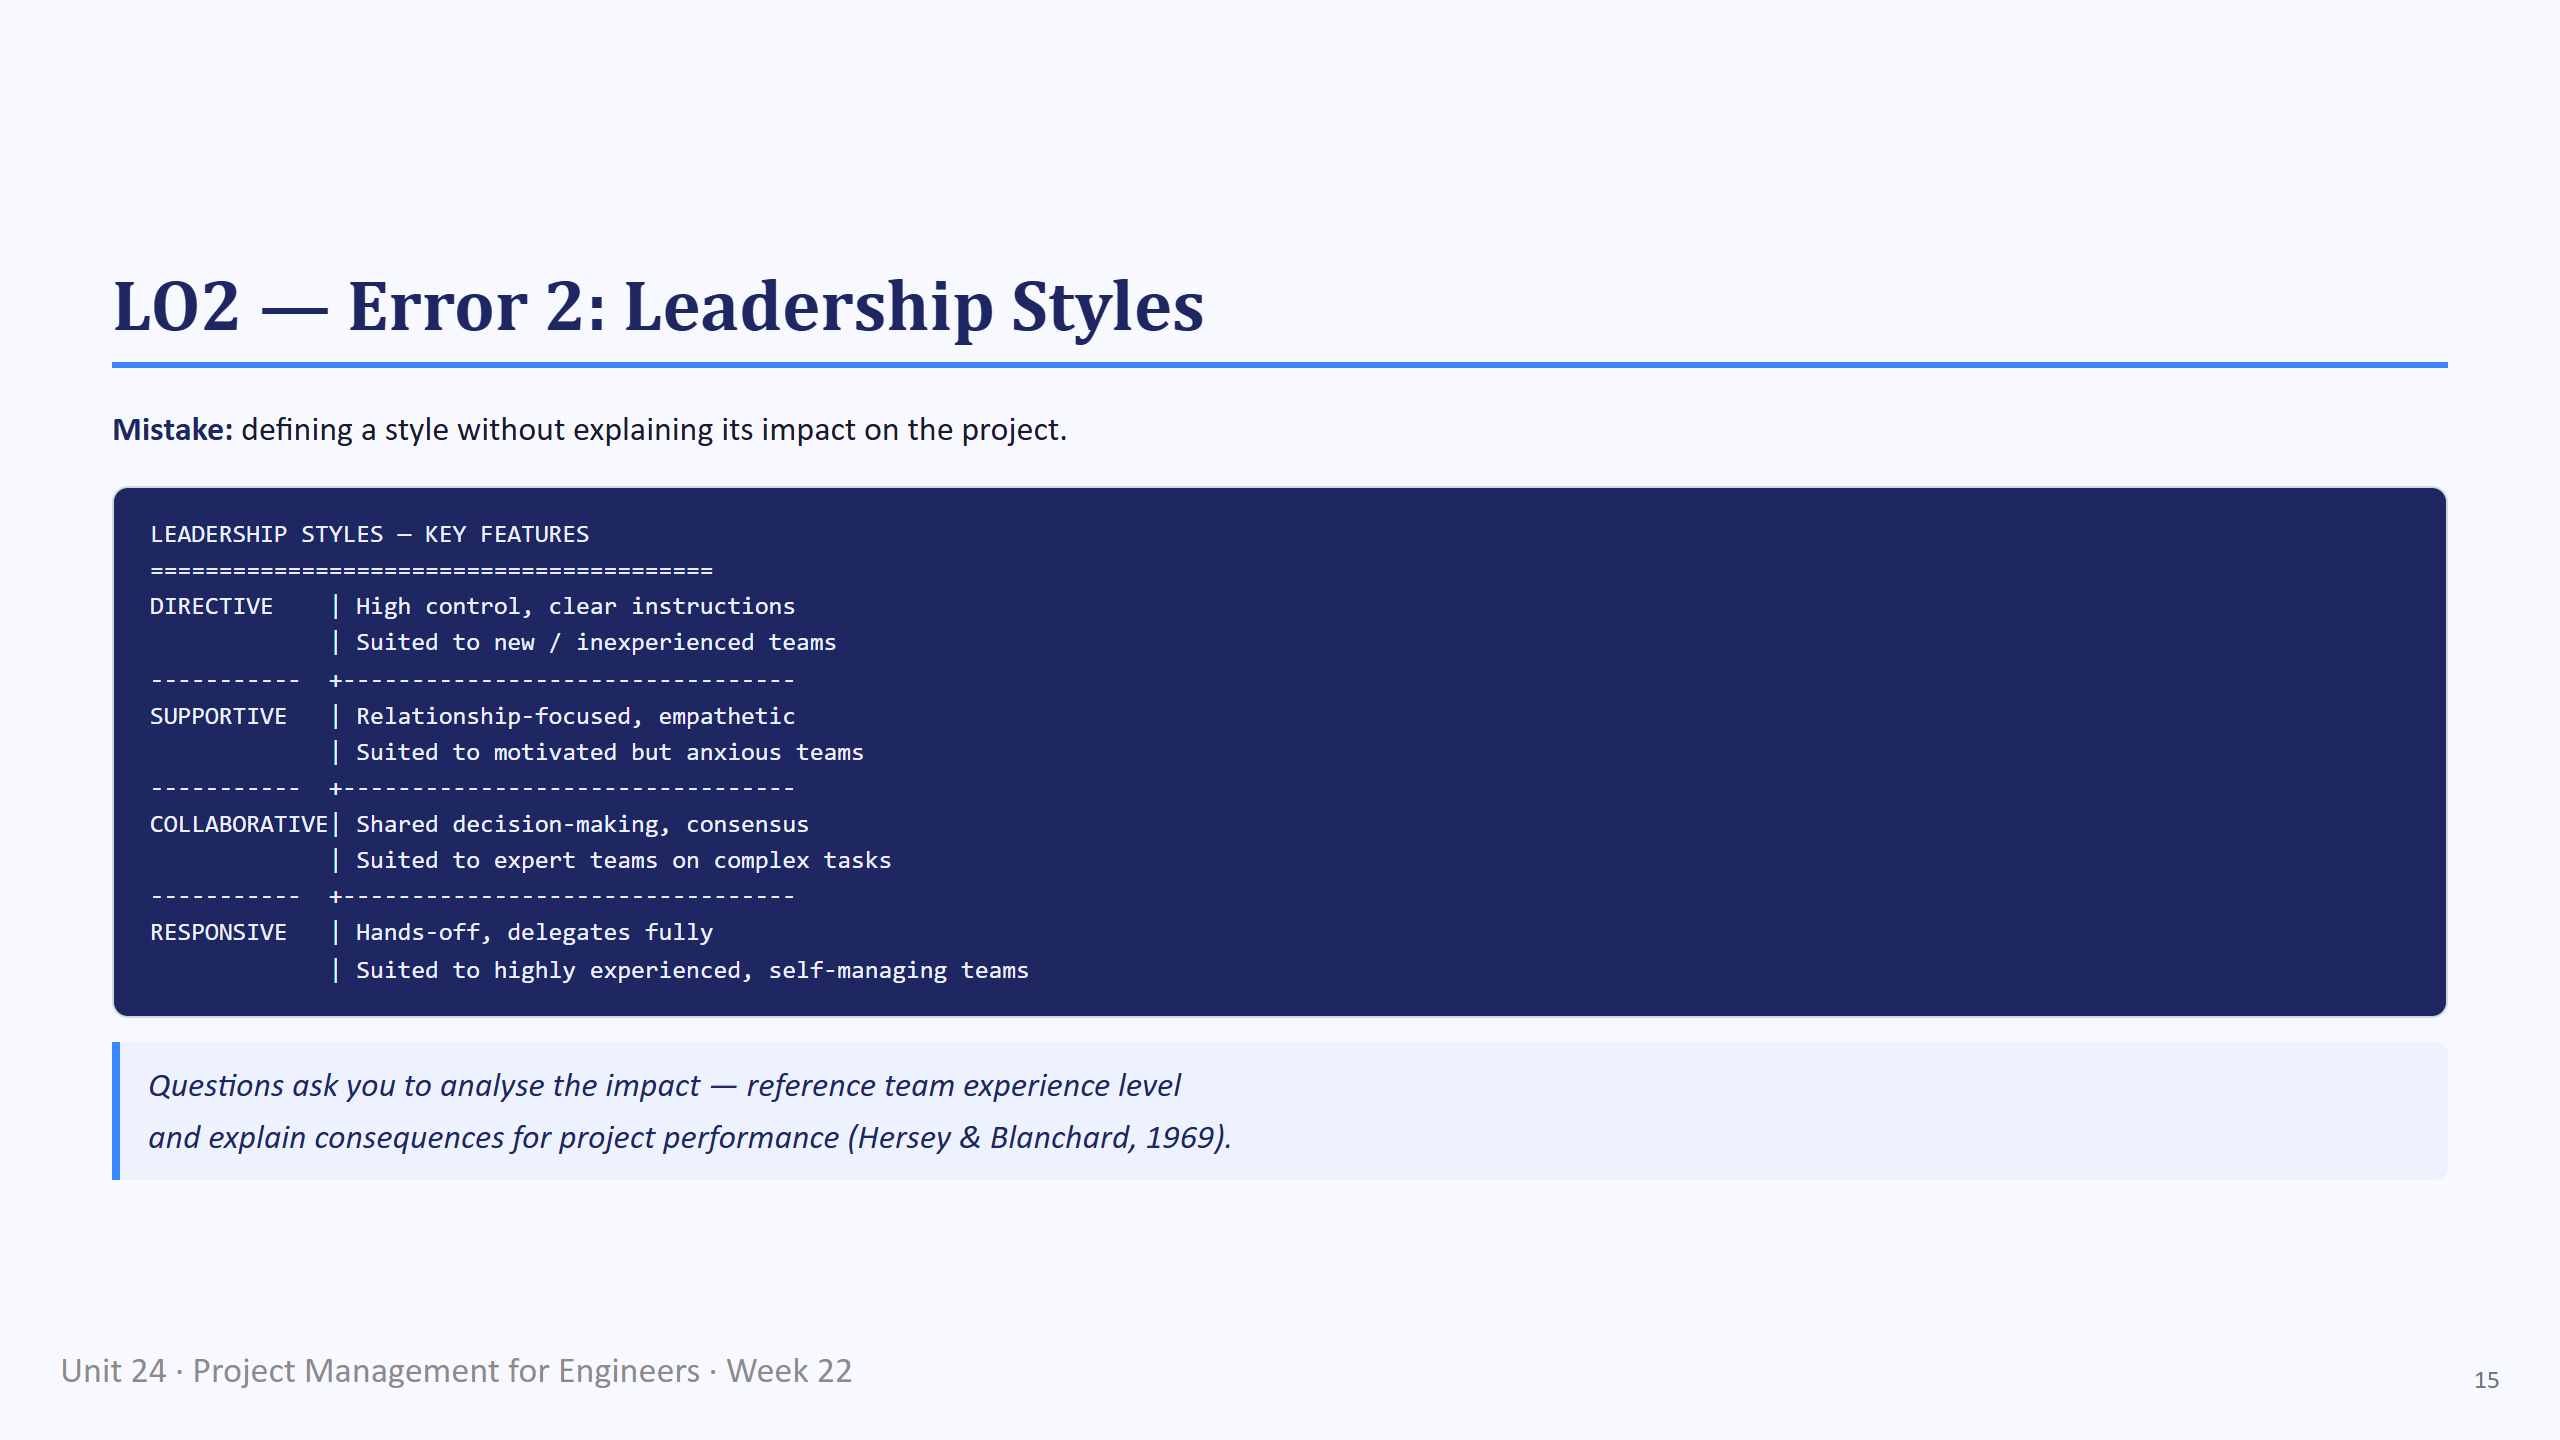 LO2 — Error 2: Leadership Styles
Mistake: defining a style without explaining its impact on the project.
LEADERSHIP STYLES — KEY FEATURES
=========================================
DIRECTIVE    | High control, clear instructions
             | Suited to new / inexperienced teams
-----------  +---------------------------------
SUPPORTIVE   | Relationship-focused, empathetic
             | Suited to motivated but anxious teams
-----------  +---------------------------------
COLLABORATIVE| Shared decision-making, consensus
             | Suited to expert teams on complex tasks
-----------  +---------------------------------
RESPONSIVE   | Hands-off, delegates fully
             | Suited to highly experienced, self-managing teams
Questions ask you to analyse the impact — reference team experience level
and explain consequences for project performance (Hersey & Blanchard, 1969).
Unit 24 · Project Management for Engineers · Week 22
15